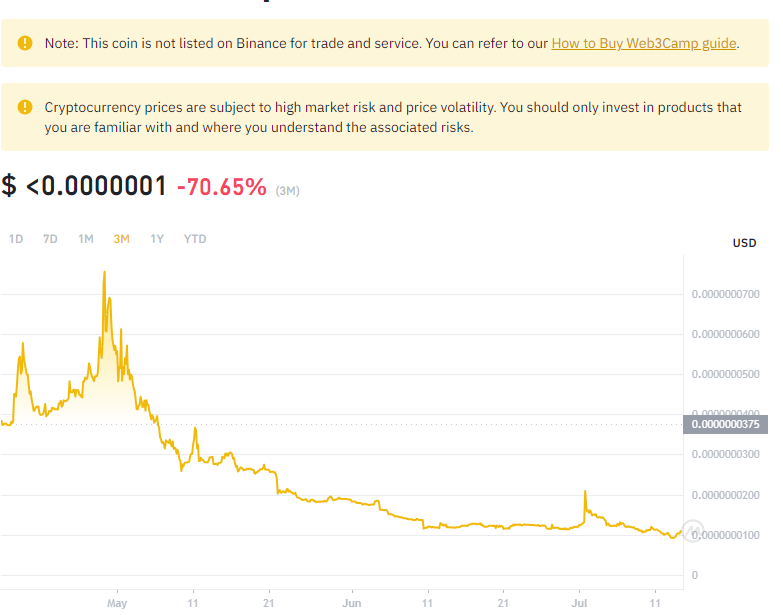 Note: This coin is not listed on Binance for trade and service. You can refer to our How to Buy Web3Camp guide.
Cryptocurrency prices are subject to high market risk and price volatility. You should only invest in products that
you are familiar with and where you understand the associated risks.
$ <0.0000001 -70.65% (3M)
1D 7D 1M 3M 1Y YTD
USD
0.0000000700
0.0000000600
0.0000000500
0.0000000400
0.0000000375
0.0000000300
0.0000000200
0.0000000100
0
May 11 21 Jun 11 21 Jul 11